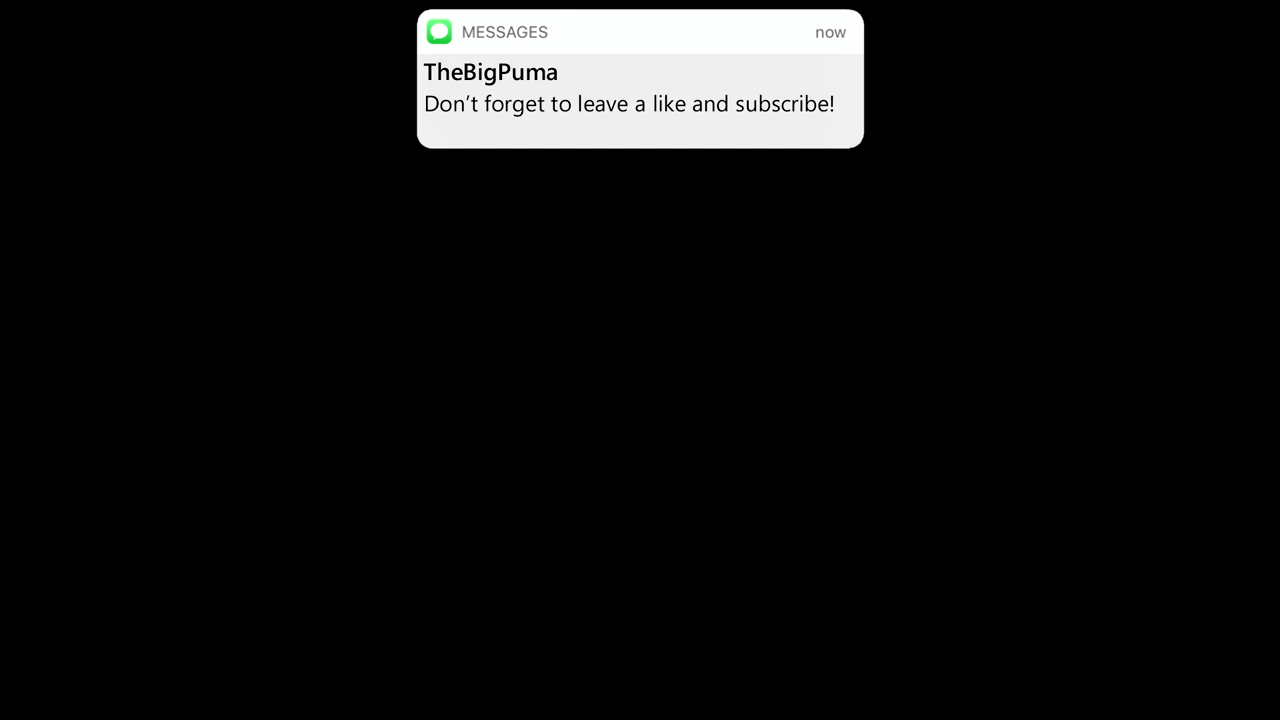 MESSAGES now
TheBigPuma
Don’t forget to leave a like and subscribe!